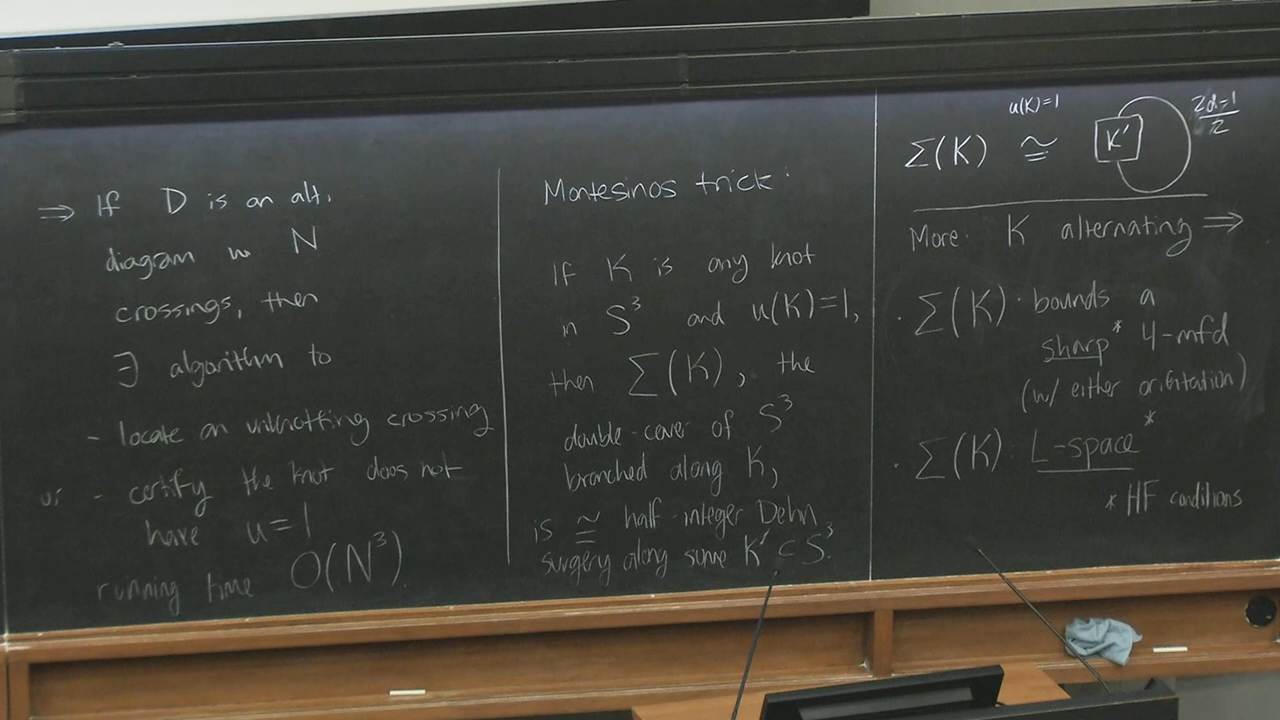 ⇒ If D is an alt.
diagram w N
crossings, then
∃ algorithm to
- locate an unknotting crossing
or - certify the knot does not
have u=1
running time O(N³).
Montesinos trick:
If K is any knot
in S³ and u(K)=1,
then Σ(K), the
double-cover of S³
branched along K,
is ≅ half-integer Dehn
surgery along some K' ⊂ S³.
u(K)=1
Σ(K) ≅ K'
More: K alternating ⇒
· Σ(K) · bounds a
sharp* 4-mfd
(w/ either orientation)
· Σ(K) · L-space*
* HF conditions